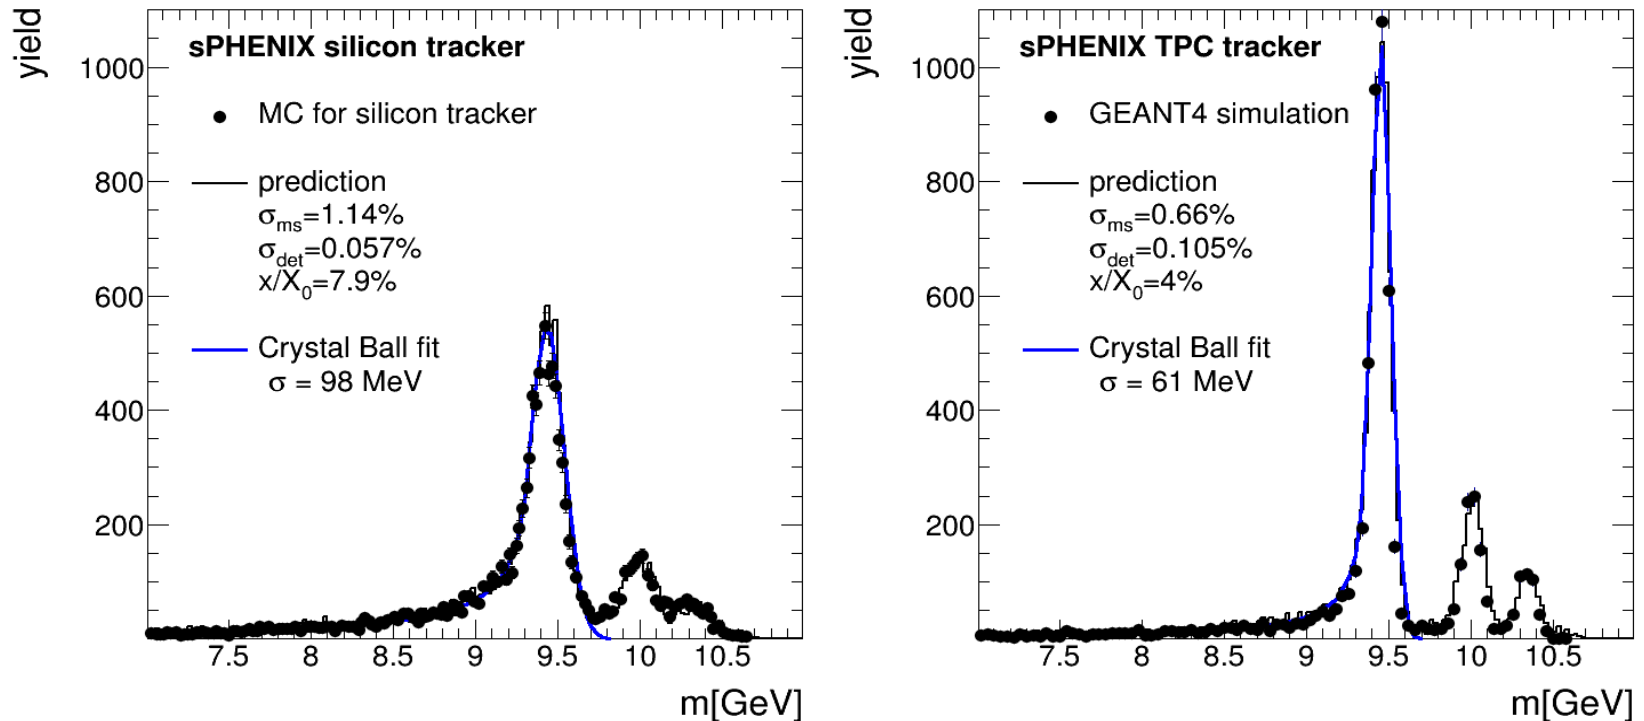 yield
sPHENIX silicon tracker
MC for silicon tracker
prediction
σms=1.14%
σdet=0.057%
x/X0=7.9%
Crystal Ball fit
σ = 98 MeV
1000
800
600
400
200
7.5 8 8.5 9 9.5 10 10.5
m[GeV]
yield
sPHENIX TPC tracker
GEANT4 simulation
prediction
σms=0.66%
σdet=0.105%
x/X0=4%
Crystal Ball fit
σ = 61 MeV
1000
800
600
400
200
7.5 8 8.5 9 9.5 10 10.5
m[GeV]